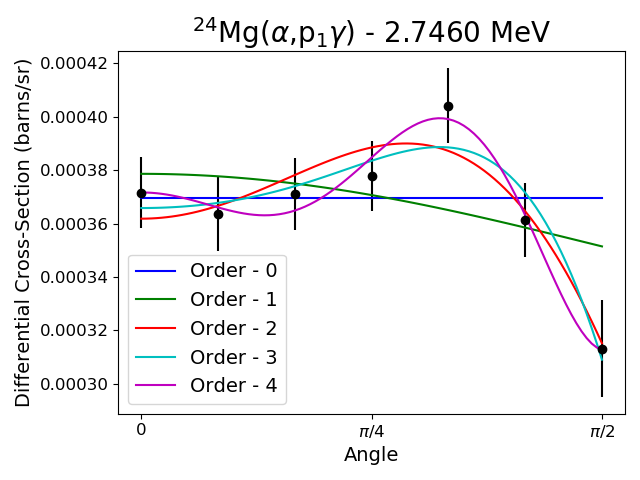 ²⁴Mg(α,p₁γ) - 2.7460 MeV
Differential Cross-Section (barns/sr)
0.00042
0.00040
0.00038
0.00036
0.00034
0.00032
0.00030
Order - 0
Order - 1
Order - 2
Order - 3
Order - 4
0 π/4 π/2
Angle